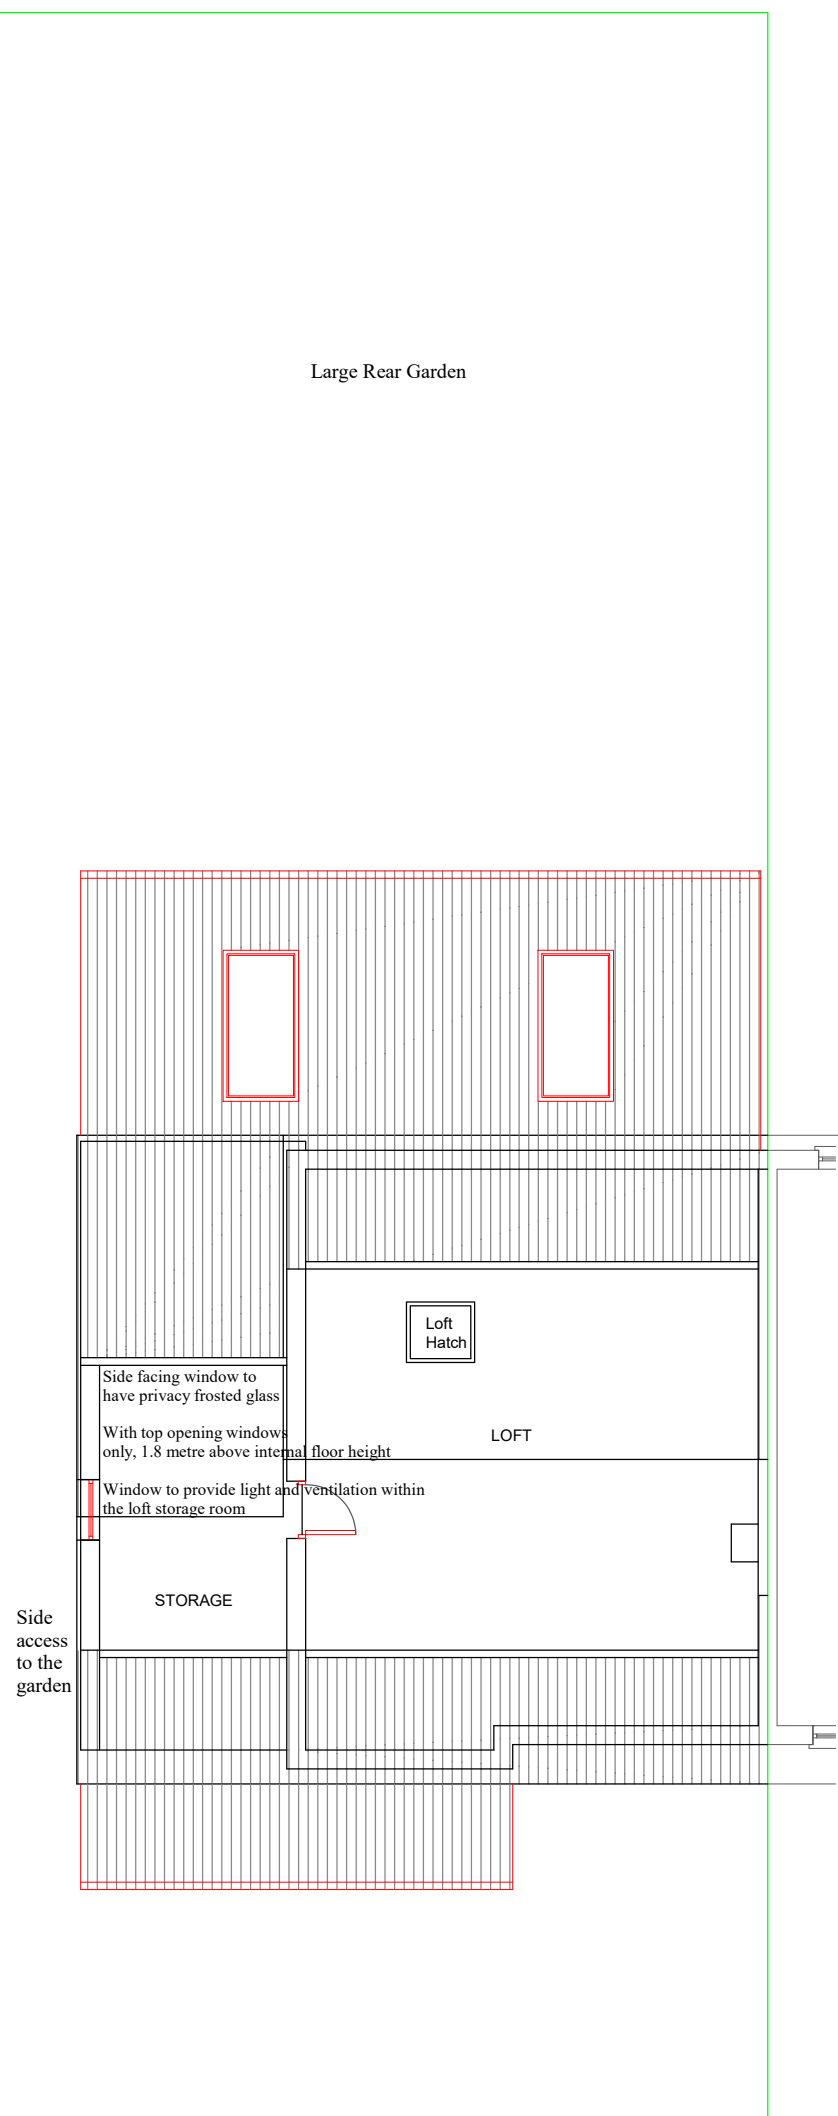 Large Rear Garden
Loft
Hatch
Side facing window to
have privacy frosted glass
With top opening windows
only, 1.8 metre above internal floor height
LOFT
Window to provide light and ventilation within
the loft storage room
STORAGE
Side
access
to the
garden